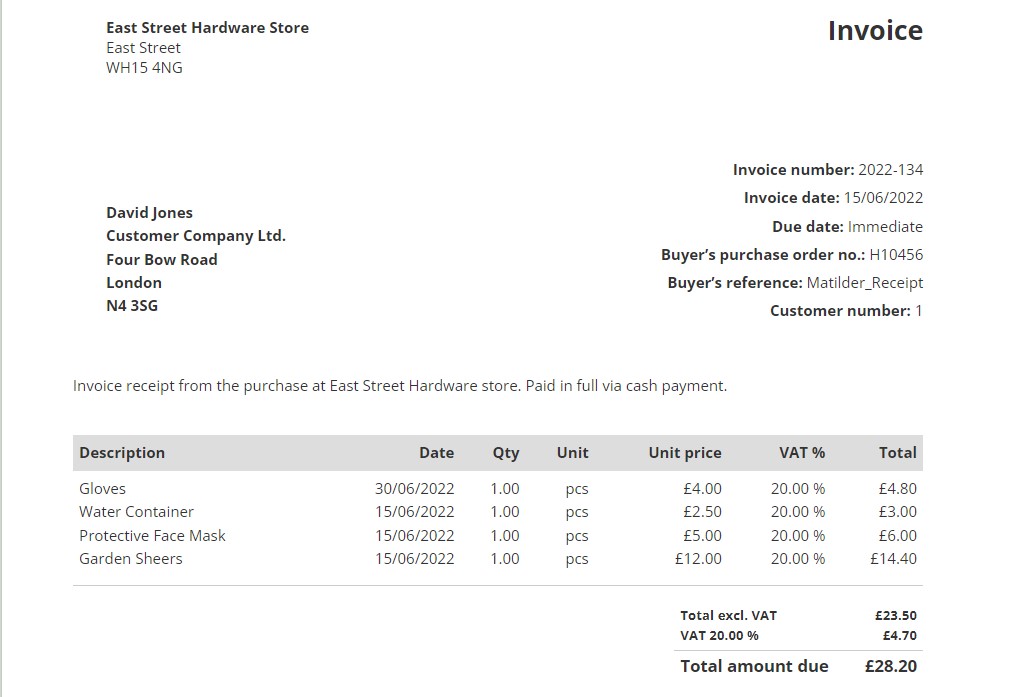 East Street Hardware Store
East Street
WH15 4NG
Invoice
Invoice number: 2022-134
Invoice date: 15/06/2022
Due date: Immediate
Buyer’s purchase order no.: H10456
Buyer’s reference: Matilder_Receipt
Customer number: 1
David Jones
Customer Company Ltd.
Four Bow Road
London
N4 3SG
Invoice receipt from the purchase at East Street Hardware store. Paid in full via cash payment.
Description Date Qty Unit Unit price VAT % Total
Gloves 30/06/2022 1.00 pcs £4.00 20.00 % £4.80
Water Container 15/06/2022 1.00 pcs £2.50 20.00 % £3.00
Protective Face Mask 15/06/2022 1.00 pcs £5.00 20.00 % £6.00
Garden Sheers 15/06/2022 1.00 pcs £12.00 20.00 % £14.40
Total excl. VAT £23.50
VAT 20.00 % £4.70
Total amount due £28.20